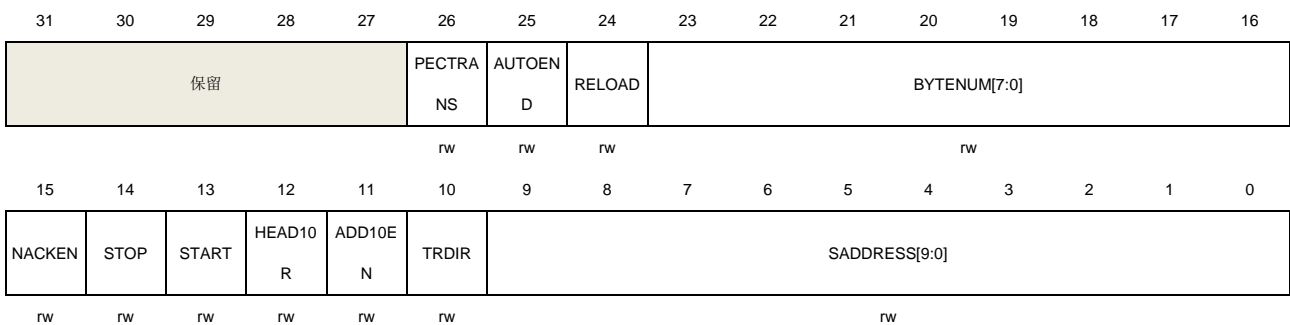 31 30 29 28 27 26 25 24 23 22 21 20 19 18 17 16
保留 PECTRA NS AUTOEN D RELOAD BYTENUM[7:0]
rw rw rw rw
15 14 13 12 11 10 9 8 7 6 5 4 3 2 1 0
NACKEN STOP START HEAD10 R ADD10E N TRDIR SADDRESS[9:0]
rw rw rw rw rw rw rw